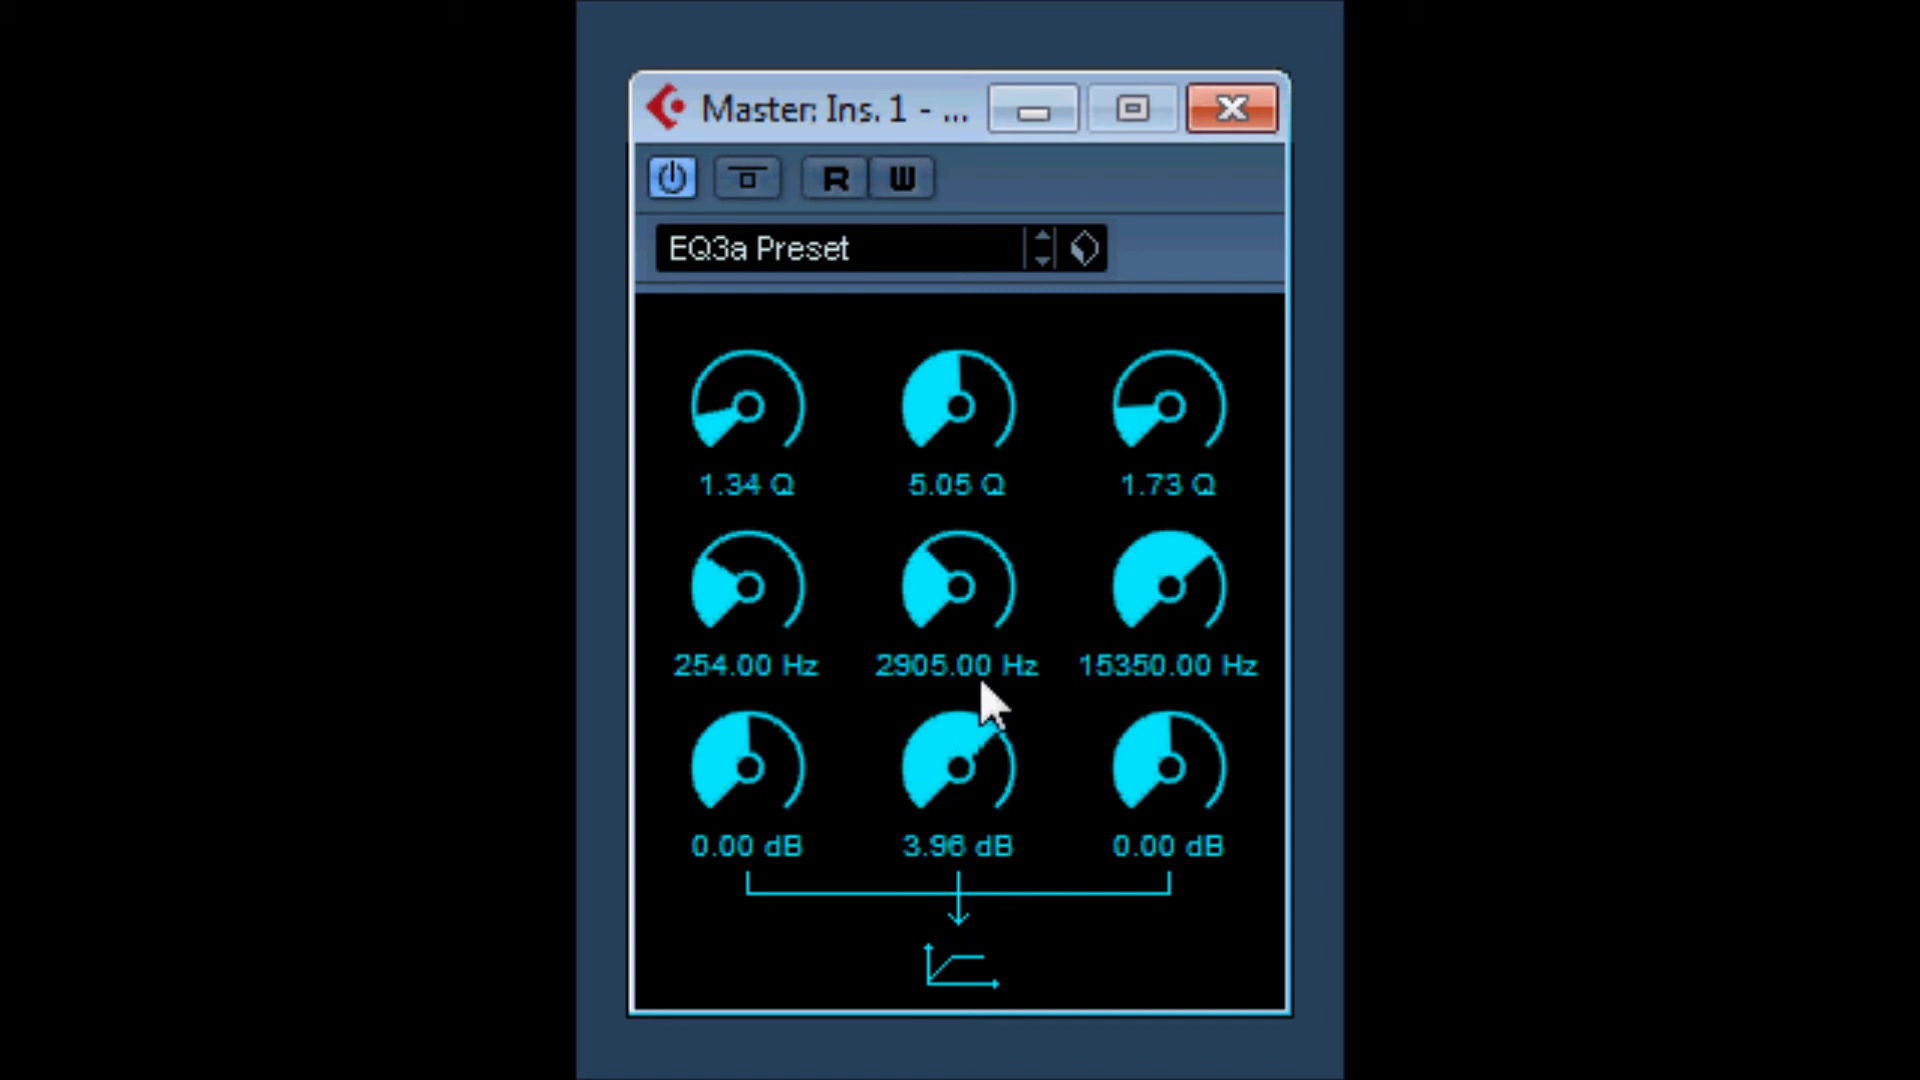 Master: Ins. 1 - ...
R W
EQ3a Preset
1.34 Q 5.05 Q 1.73 Q
254.00 Hz 2905.00 Hz 15350.00 Hz
0.00 dB 3.96 dB 0.00 dB